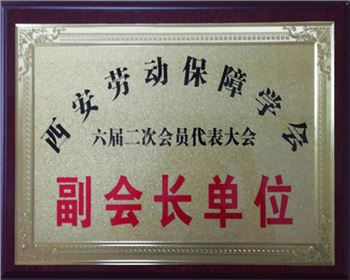 西安劳动保障学会
六届二次会员代表大会
副会长单位